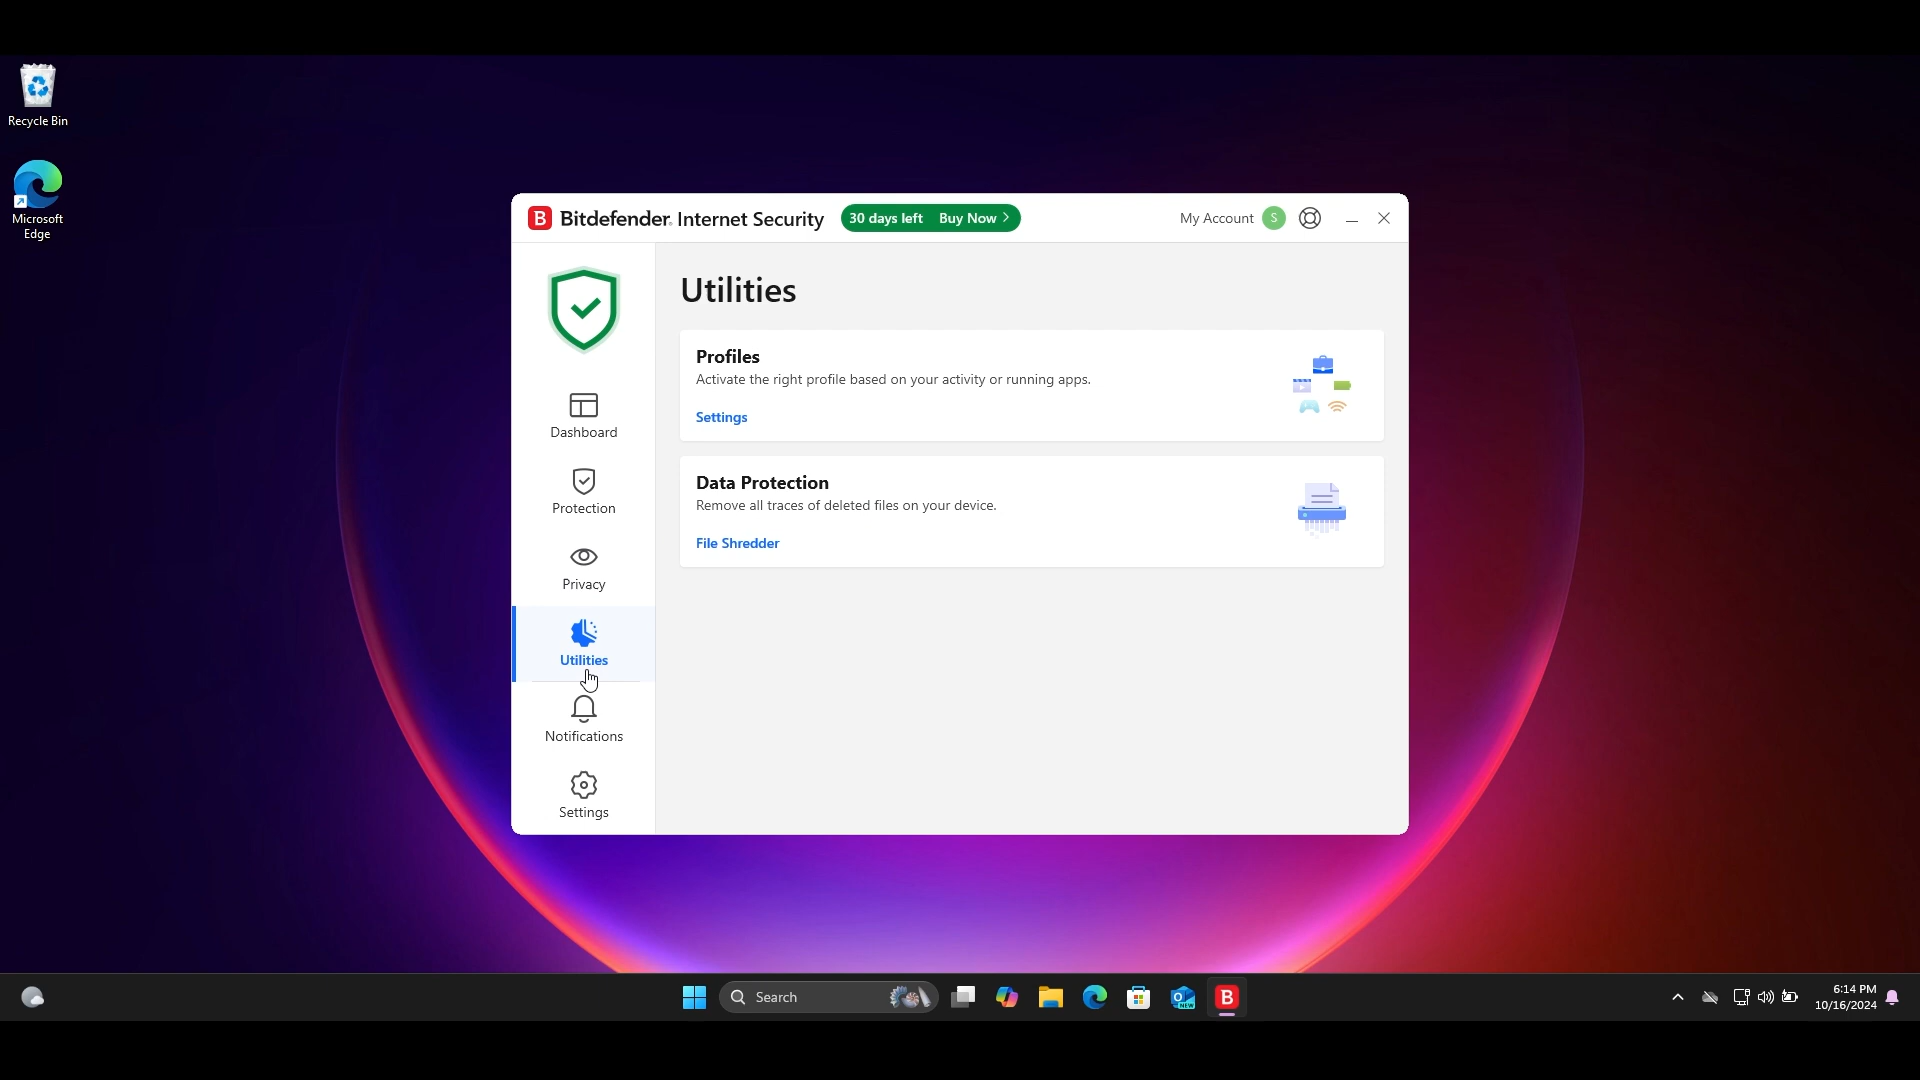 Recycle Bin
Microsoft
Edge
B Bitdefender Internet Security
30 days left Buy Now
My Account S
Dashboard
Protection
Privacy
Utilities
Notifications
Settings
Utilities
Profiles
Activate the right profile based on your activity or running apps.
Settings
Data Protection
Remove all traces of deleted files on your device.
File Shredder
Search
O
NEW
B
6:14 PM
10/16/2024